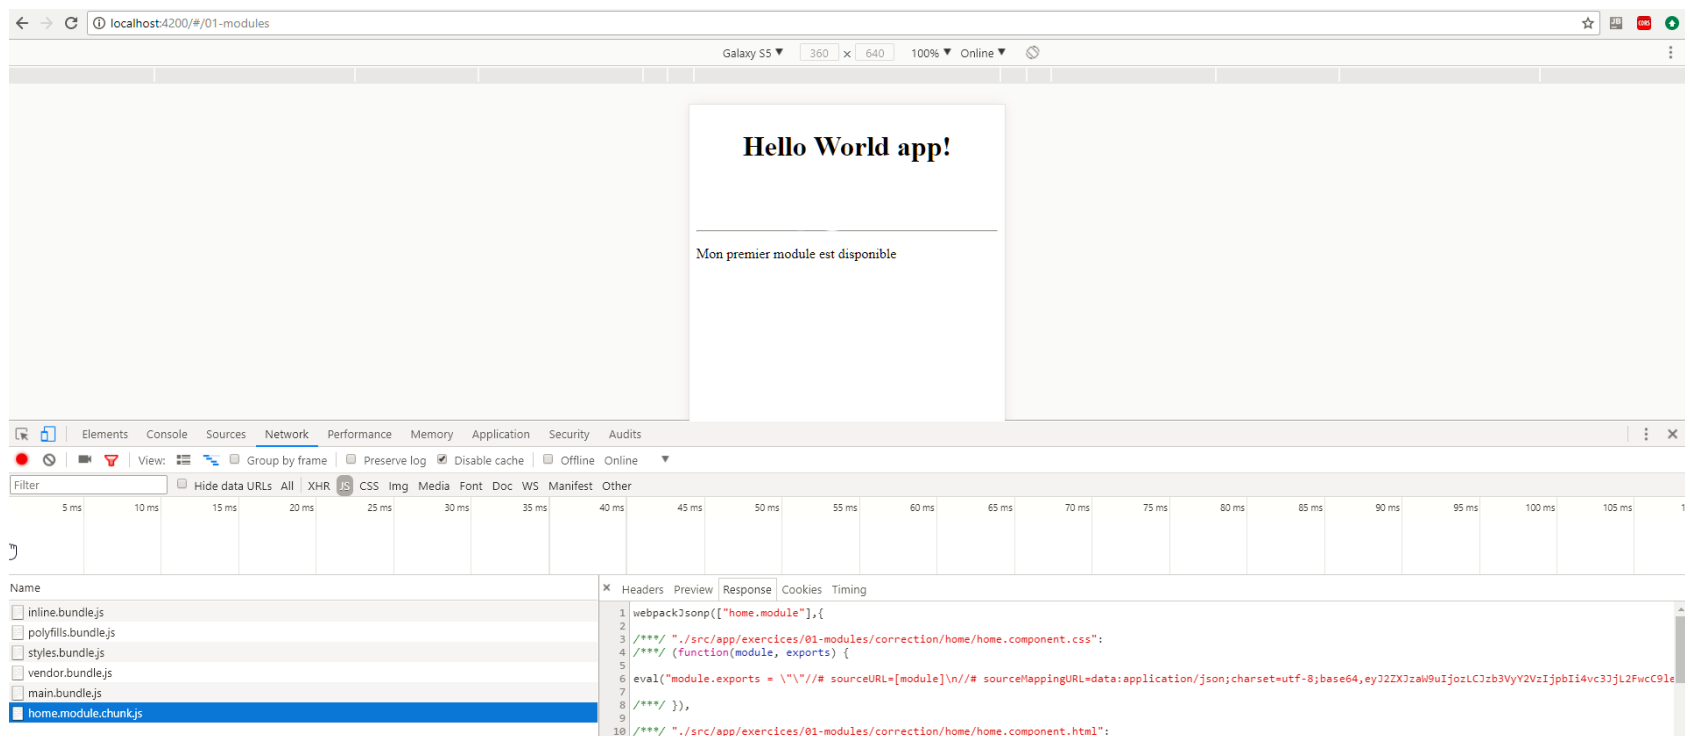 localhost:4200/#/01-modules
Galaxy S5 ▼ 360 × 640 100% ▼ Online ▼
Hello World app!
Mon premier module est disponible
Elements Console Sources Network Performance Memory Application Security Audits
View: Group by frame Preserve log Disable cache Offline Online ▼
Filter Hide data URLs All XHR JS CSS Img Media Font Doc WS Manifest Other
5 ms 10 ms 15 ms 20 ms 25 ms 30 ms 35 ms 40 ms 45 ms 50 ms 55 ms 60 ms 65 ms 70 ms 75 ms 80 ms 85 ms 90 ms 95 ms 100 ms 105 ms 1
Name
inline.bundle.js
polyfills.bundle.js
styles.bundle.js
vendor.bundle.js
main.bundle.js
home.module.chunk.js
× Headers Preview Response Cookies Timing
1 webpackJsonp(["home.module"],{
2
3 /***/ "./src/app/exercices/01-modules/correction/home/home.component.css":
4 /***/ (function(module, exports) {
5
6 eval("module.exports = \"\"//# sourceURL=[module]\n//# sourceMappingURL=data:application/json;charset=utf-8;base64,eyJ2ZXJzaW9uIjozLCJzb3VyY2VzIjpbIi4vc3JjL2FwcC9le
7
8 /***/ }),
9
10 /***/ "./src/app/exercices/01-modules/correction/home/home.component.html":